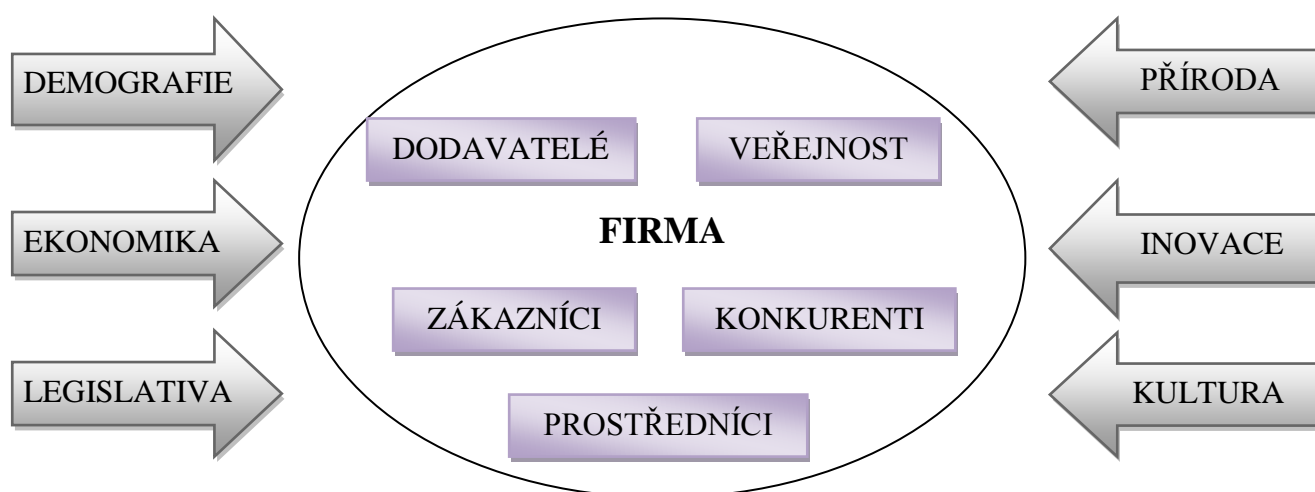 DEMOGRAFIE
PŘÍRODA
DODAVATELÉ
VEŘEJNOST
EKONOMIKA
FIRMA
INOVACE
ZÁKAZNÍCI
KONKURENTI
LEGISLATIVA
KULTURA
PROSTŘEDNÍCI